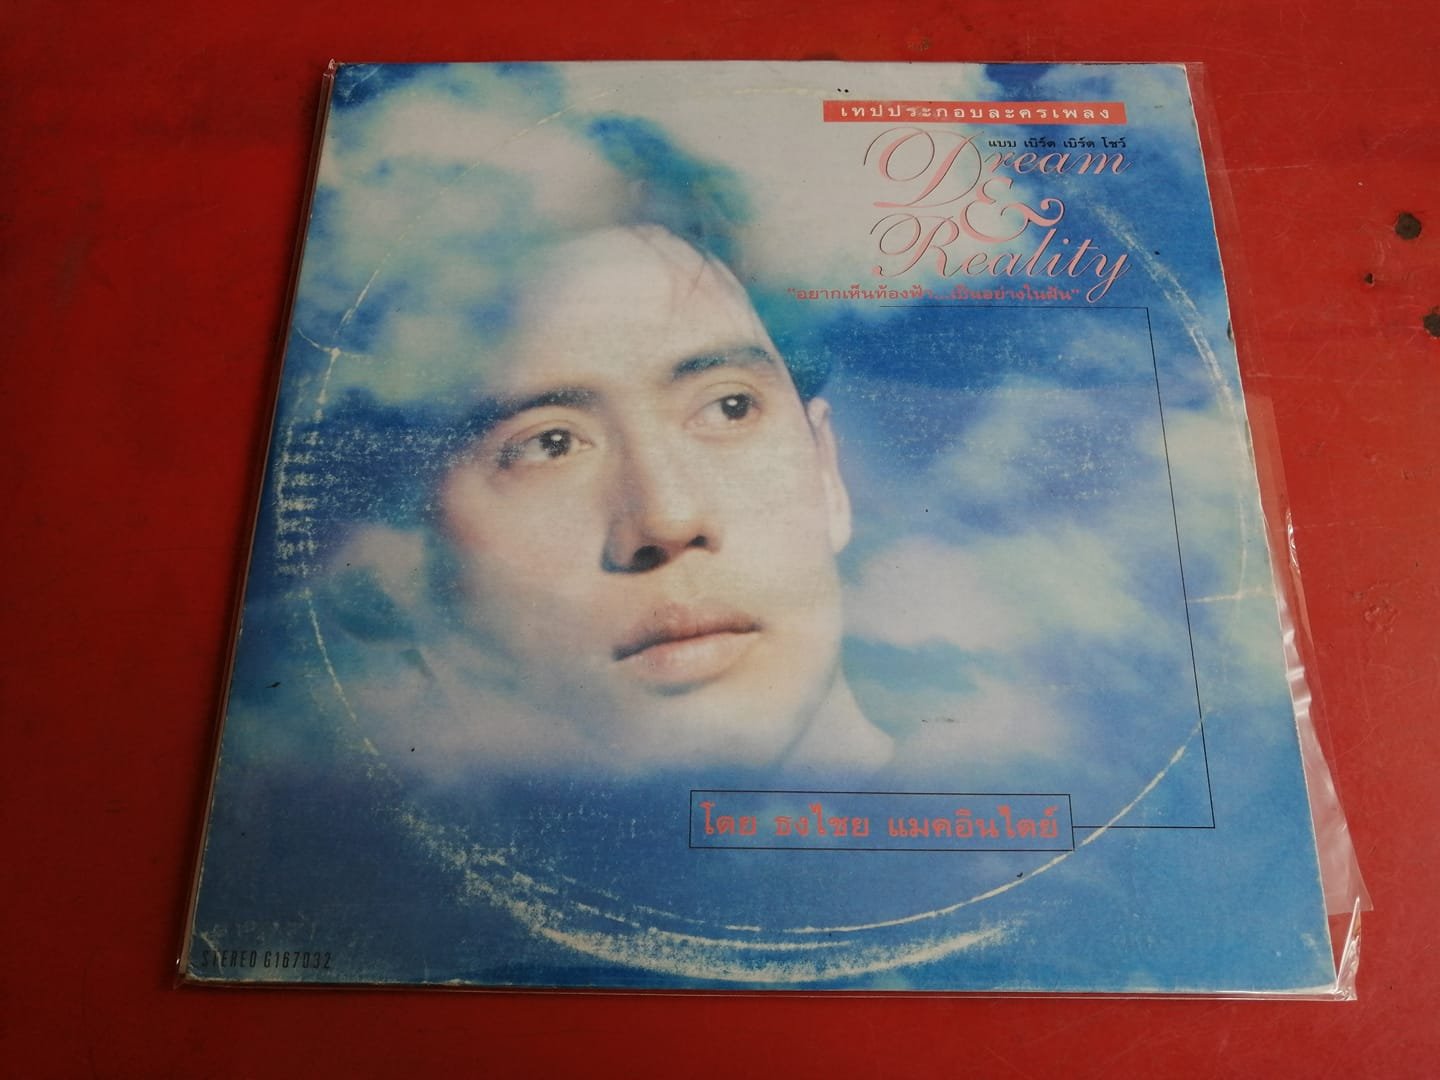 เทปประกอบละครเพลง
แบบ เบิร์ด เบิร์ด โชว์
Dream
&
Reality
"อยากเห็นท้องฟ้า...เป็นอย่างในฝัน"
โดย ธงไชย แมคอินไตย์
STEREO G167032